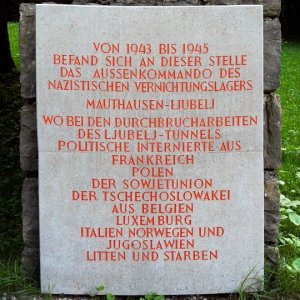 VON 1943 BIS 1945
BEFAND SICH AN DIESER STELLE
DAS AUSSENKOMMANDO DES
NAZISTISCHEN VERNICHTUNGSLAGERS
MAUTHAUSEN-LJUBELJ
WO BEI DEN DURCHBRUCHARBEITEN
DES LJUBELJ-TUNNELS
POLITISCHE INTERNIERTE AUS
FRANKREICH
POLEN
DER SOWJETUNION
DER TSCHECHOSLOWAKEI
AUS BELGIEN
LUXEMBURG
ITALIEN NORWEGEN UND
JUGOSLAWIEN
LITTEN UND STARBEN